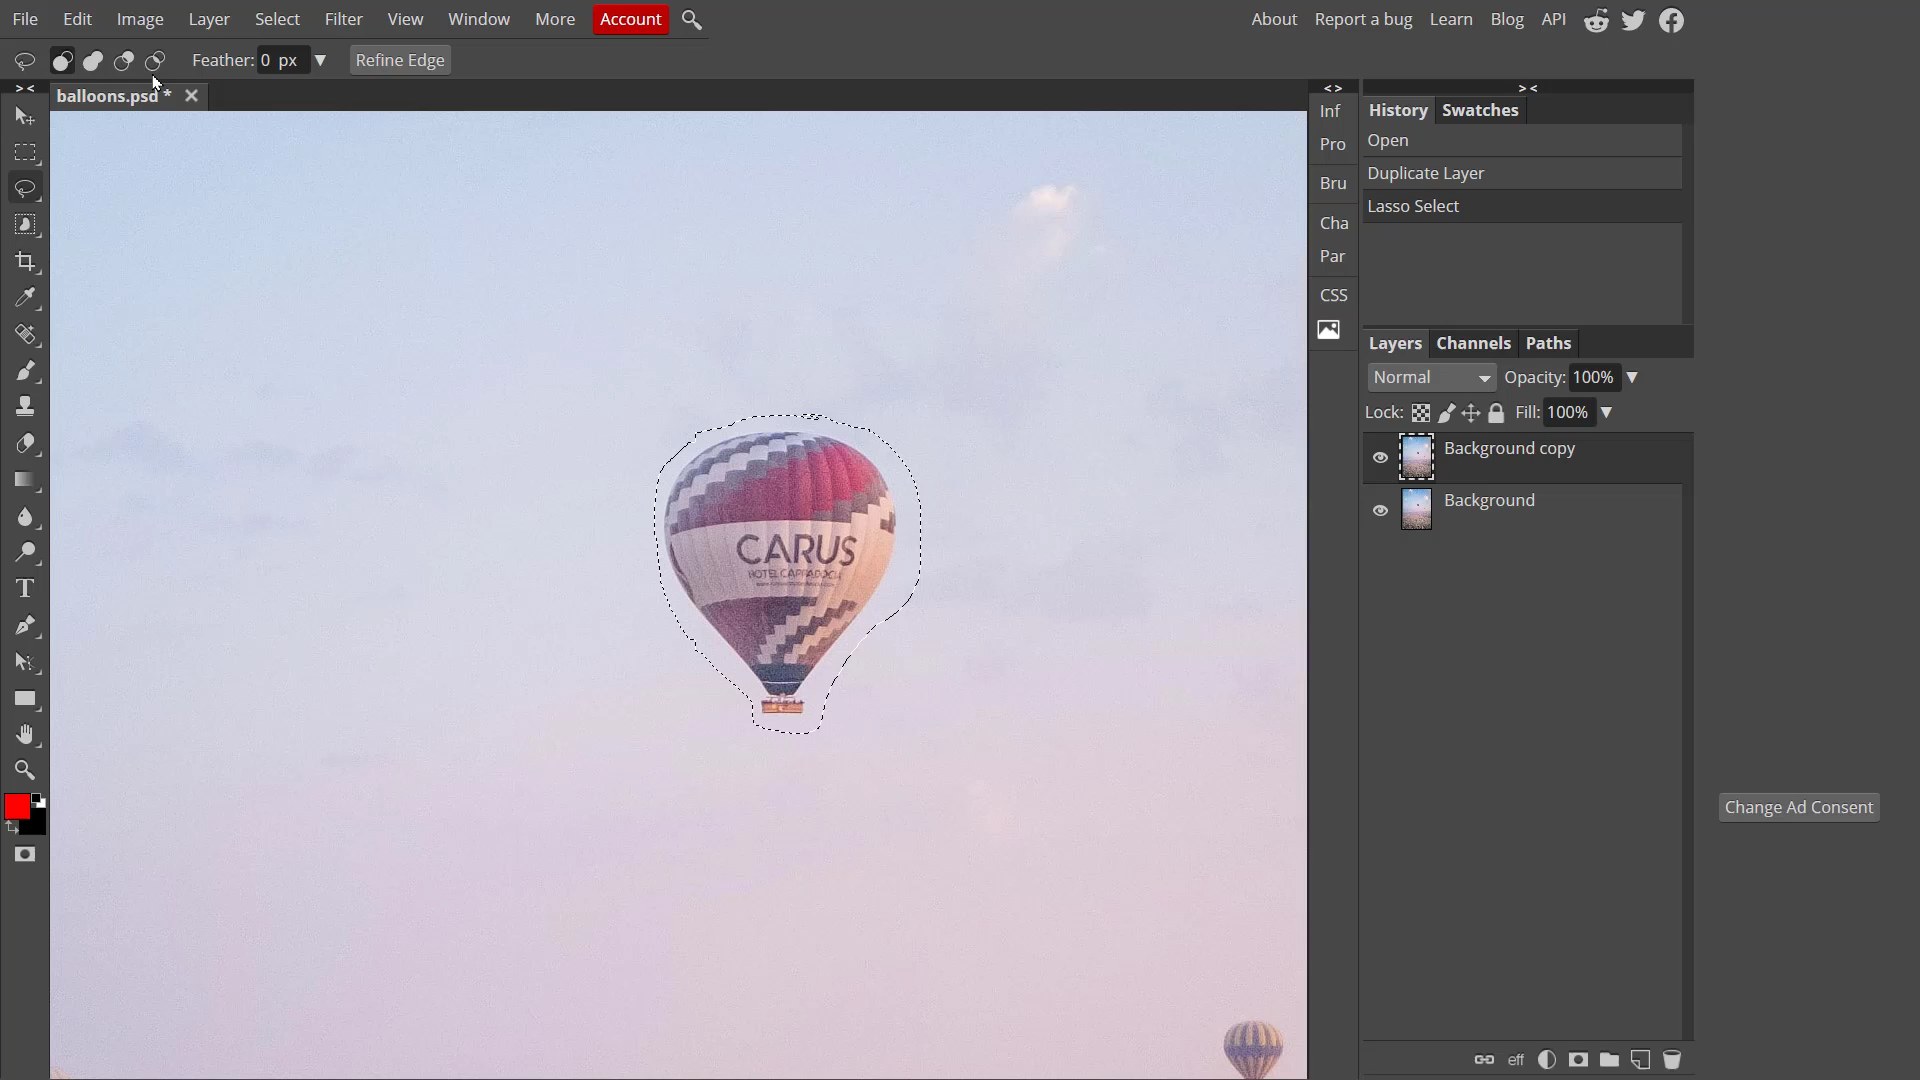 File Edit Image Layer Select Filter View Window More Account About Report a bug Learn Blog API
Feather: 0 px Refine Edge
balloons.psd *
Inf
Pro
Bru
Cha
Par
CSS
History Swatches
Open
Duplicate Layer
Lasso Select
Layers Channels Paths
Normal Opacity: 100%
Lock: Fill: 100%
Background copy
Background
CARUS
HOTEL CAPPADOCIA
Change Ad Consent
eff